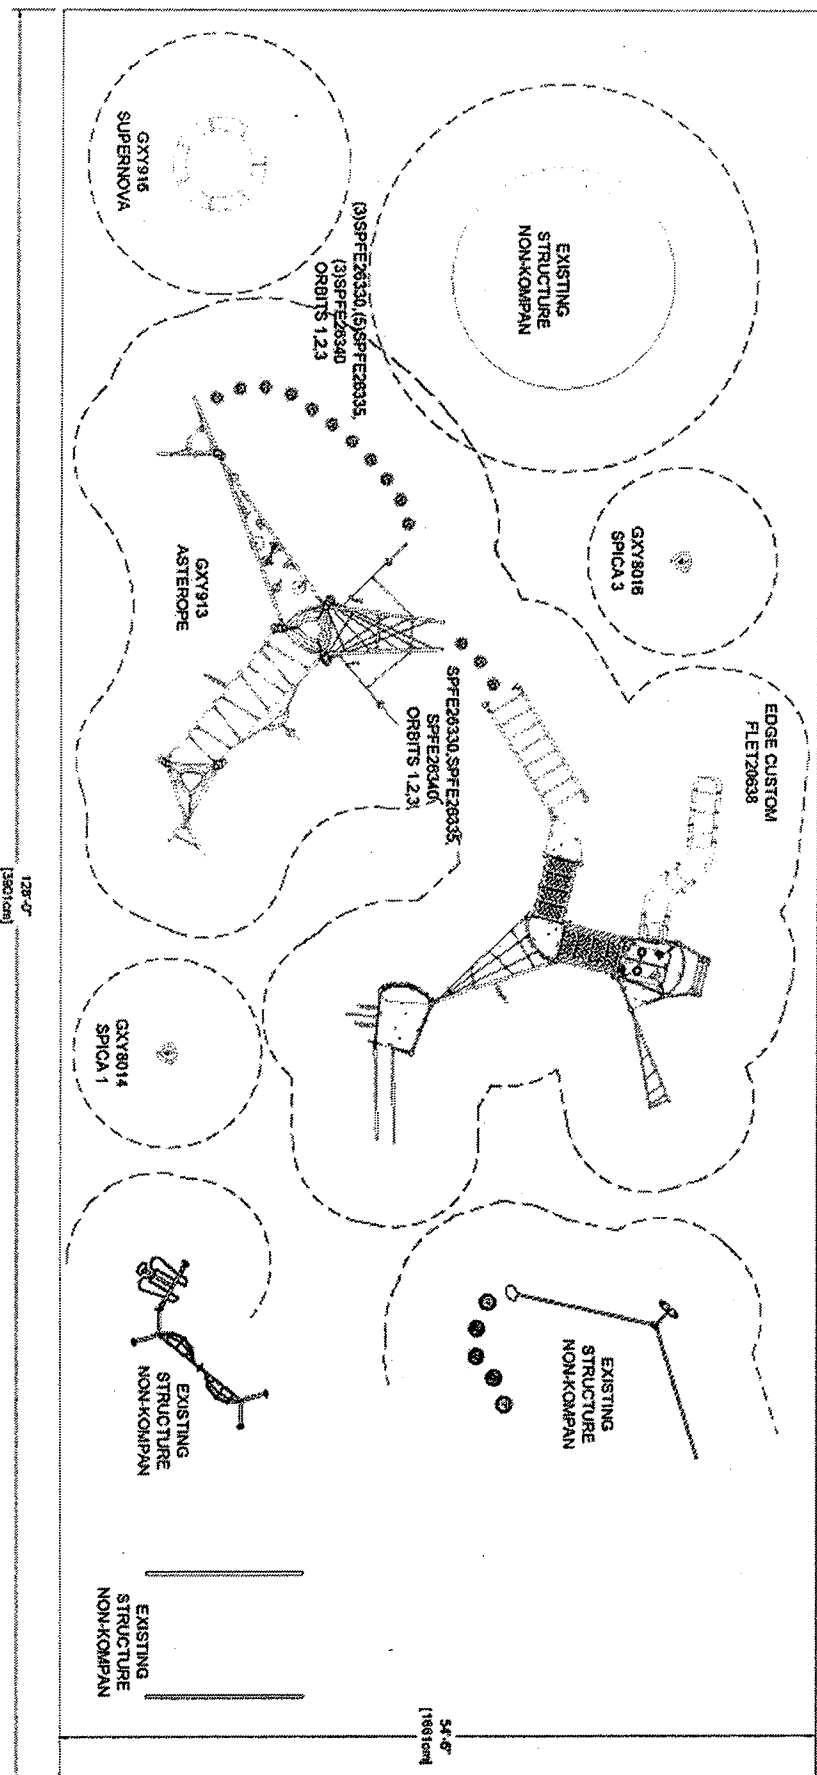 GXY916
SUPERNOVA
EXISTING
STRUCTURE
NON-KOMPAN
(3)SPFE26330,(5)SPFE26335,
(3)SPFE26340
ORBITS 1,2,3
GXY8016
SPICA 3
GXY913
ASTEROPE
EDGE CUSTOM
FLET20638
SPFE26330,SPFE26335,
SPFE26340
ORBITS 1,2,3
GXY8014
SPICA 1
EXISTING
STRUCTURE
NON-KOMPAN
EXISTING
STRUCTURE
NON-KOMPAN
EXISTING
STRUCTURE
NON-KOMPAN
128'-0"
[3901cm]
54'-6"
[1661cm]